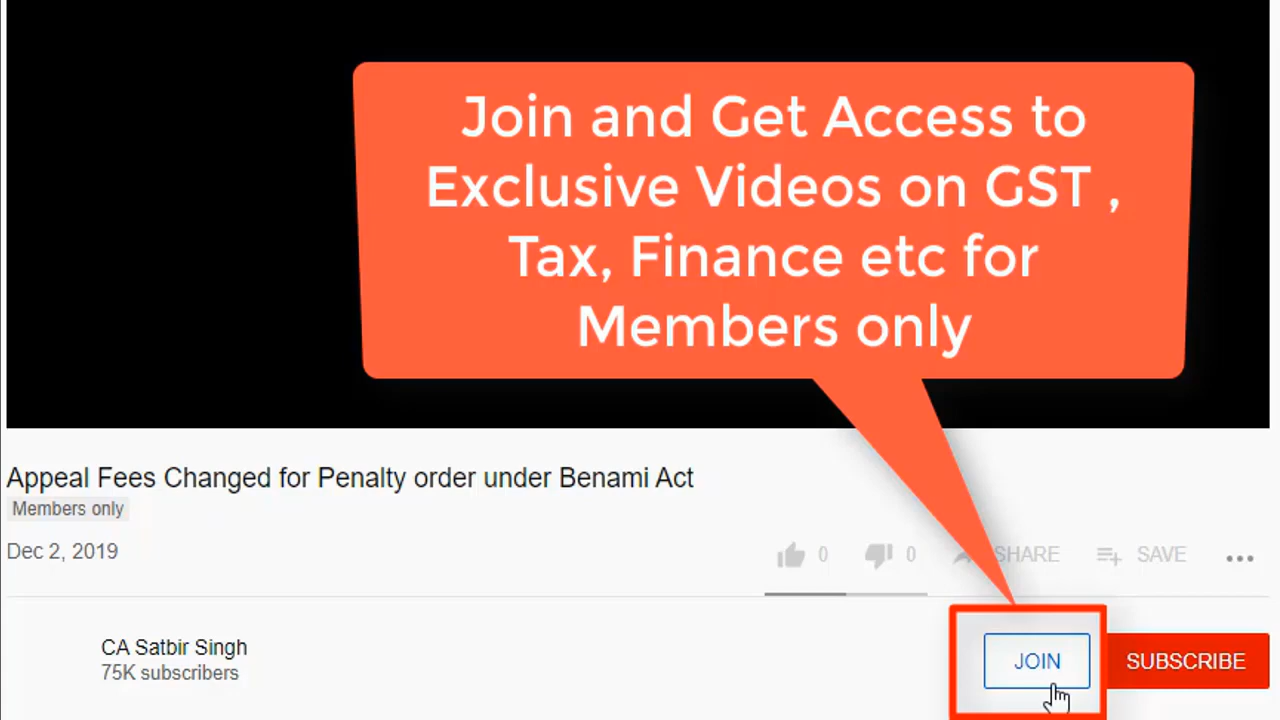 Join and Get Access to
Exclusive Videos on GST ,
Tax, Finance etc for
Members only
Appeal Fees Changed for Penalty order under Benami Act
Members only
Dec 2, 2019
0 0 SHARE SAVE
CA Satbir Singh
75K subscribers
JOIN SUBSCRIBE